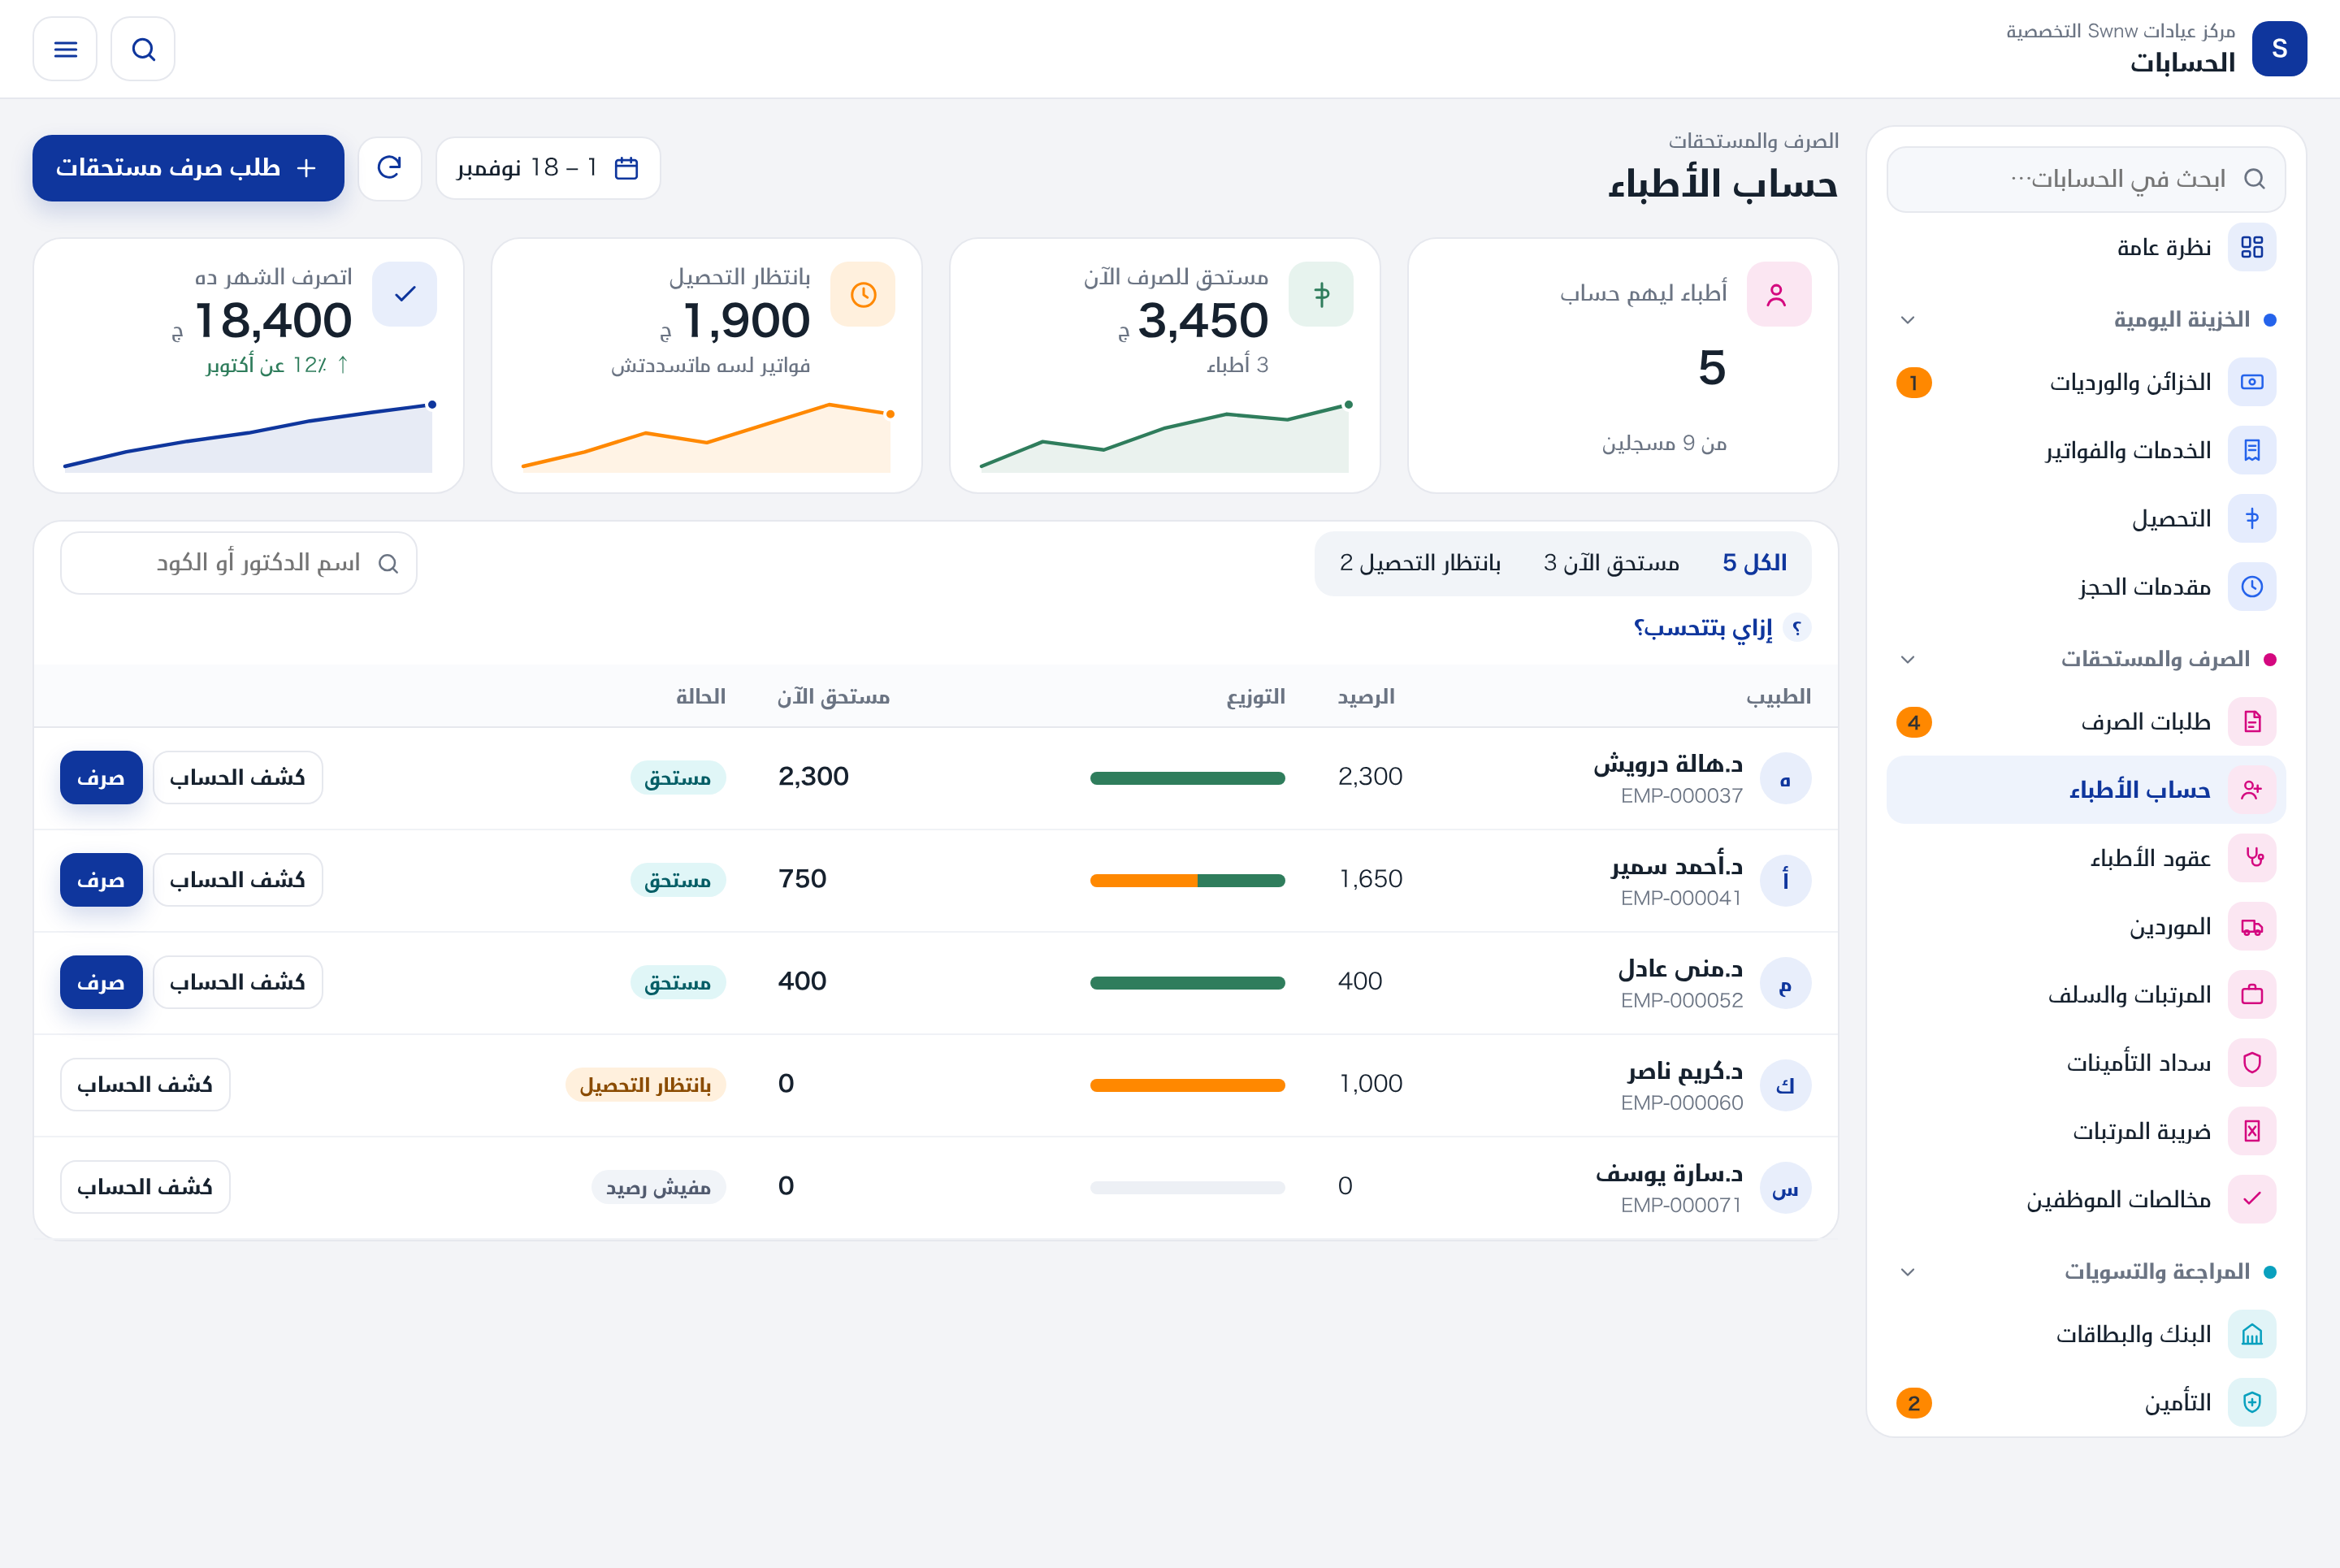 مركز عيادات Swnw التخصصية
الحسابات
S
ابحث في الحسابات...
نظرة عامة
الخزينة اليومية
الخزائن والورديات
1
الخدمات والفواتير
التحصيل
مقدمات الحجز
الصرف والمستحقات
طلبات الصرف
4
حساب الأطباء
عقود الأطباء
الموردين
المرتبات والسلف
سداد التأمينات
ضريبة المرتبات
مخالصات الموظفين
المراجعة والتسويات
البنك والبطاقات
التأمين
2
الصرف والمستحقات
حساب الأطباء
1 – 18 نوفمبر
طلب صرف مستحقات
أطباء ليهم حساب
5
من 9 مسجلين
مستحق للصرف الآن
3,450 ج
3 أطباء
بانتظار التحصيل
1,900 ج
فواتير لسه ماتسددتش
اتصرف الشهر ده
18,400 ج
↑ 12٪ عن أكتوبر
الكل 5
مستحق الآن 3
بانتظار التحصيل 2
اسم الدكتور أو الكود
؟ إزاي بتتحسب؟
الطبيب
الرصيد
التوزيع
مستحق الآن
الحالة
ه
د.هالة درويش
EMP-000037
2,300
2,300
مستحق
كشف الحساب
صرف
أ
د.أحمد سمير
EMP-000041
1,650
750
مستحق
كشف الحساب
صرف
م
د.منى عادل
EMP-000052
400
400
مستحق
كشف الحساب
صرف
ك
د.كريم ناصر
EMP-000060
1,000
0
بانتظار التحصيل
كشف الحساب
س
د.سارة يوسف
EMP-000071
0
0
مفيش رصيد
كشف الحساب